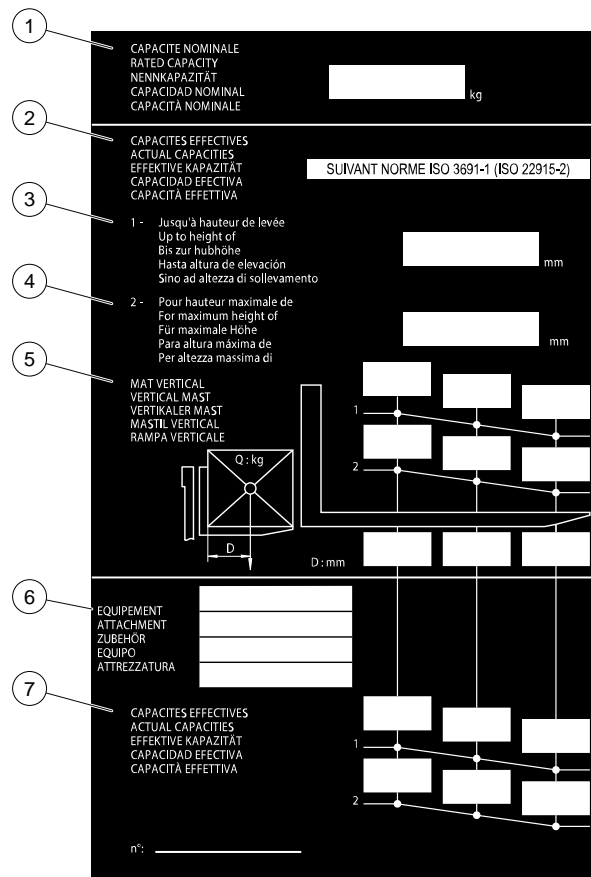 1
CAPACITE NOMINALE
RATED CAPACITY
NENNKAPAZITÄT
CAPACIDAD NOMINAL
CAPACITÀ NOMINALE
kg
2
CAPACITES EFFECTIVES
ACTUAL CAPACITIES
EFFEKTIVE KAPAZITÄT
CAPACIDAD EFECTIVA
CAPACITÀ EFFETTIVA
SUIVANT NORME ISO 3691-1 (ISO 22915-2)
3
1 - Jusqu'à hauteur de levée
Up to height of
Bis zur hubhöhe
Hasta altura de elevación
Sino ad altezza di sollevamento
mm
4
2 - Pour hauteur maximale de
For maximum height of
Für maximale Höhe
Para altura máxima de
Per altezza massima di
mm
5
MAT VERTICAL
VERTICAL MAST
VERTIKALER MAST
MASTIL VERTICAL
RAMPA VERTICALE
1
2
Q : kg
D
D : mm
6
EQUIPEMENT
ATTACHMENT
ZUBEHÖR
EQUIPO
ATTREZZATURA
7
CAPACITES EFFECTIVES
ACTUAL CAPACITIES
EFFEKTIVE KAPAZITÄT
CAPACIDAD EFECTIVA
CAPACITÀ EFFETTIVA
1
2
n°: